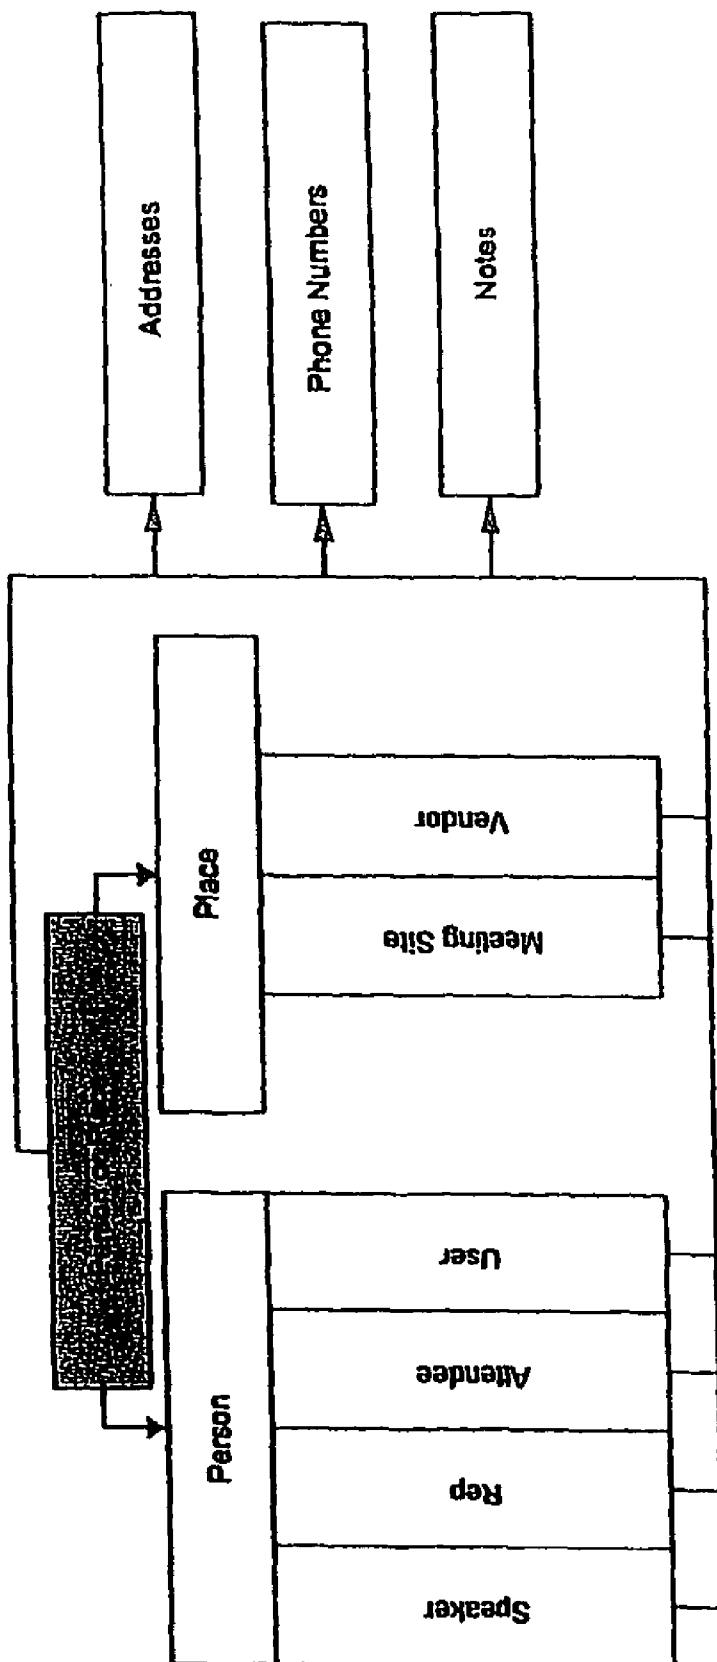 Addresses
Phone Numbers
Notes
Place
Vendor
Meeting Site
Person
User
Attendee
Rep
Speaker